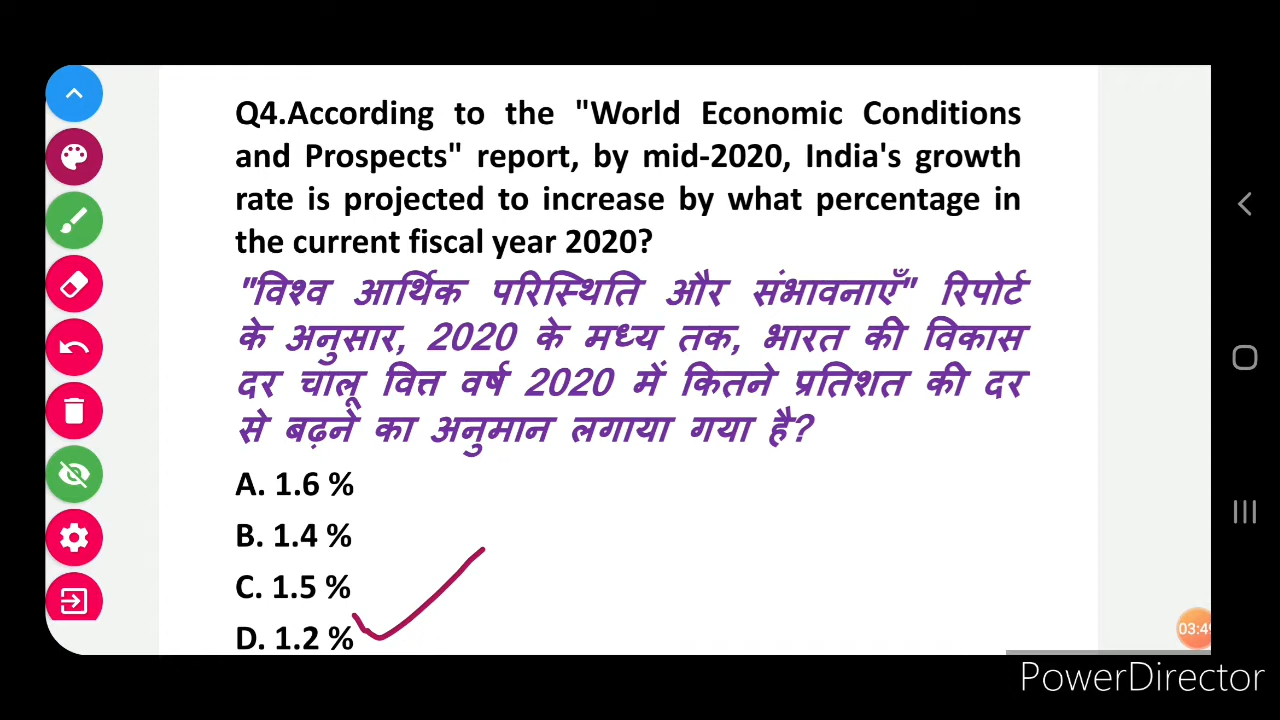 Q4.According to the "World Economic Conditions
and Prospects" report, by mid-2020, India's growth
rate is projected to increase by what percentage in
the current fiscal year 2020?
"विश्व आर्थिक परिस्थिति और संभावनाएँ" रिपोर्ट
के अनुसार, 2020 के मध्य तक, भारत की विकास
दर चालू वित्त वर्ष 2020 में कितने प्रतिशत की दर
से बढ़ने का अनुमान लगाया गया है?
A. 1.6 %
B. 1.4 %
C. 1.5 %
D. 1.2 %
03:49
PowerDirector